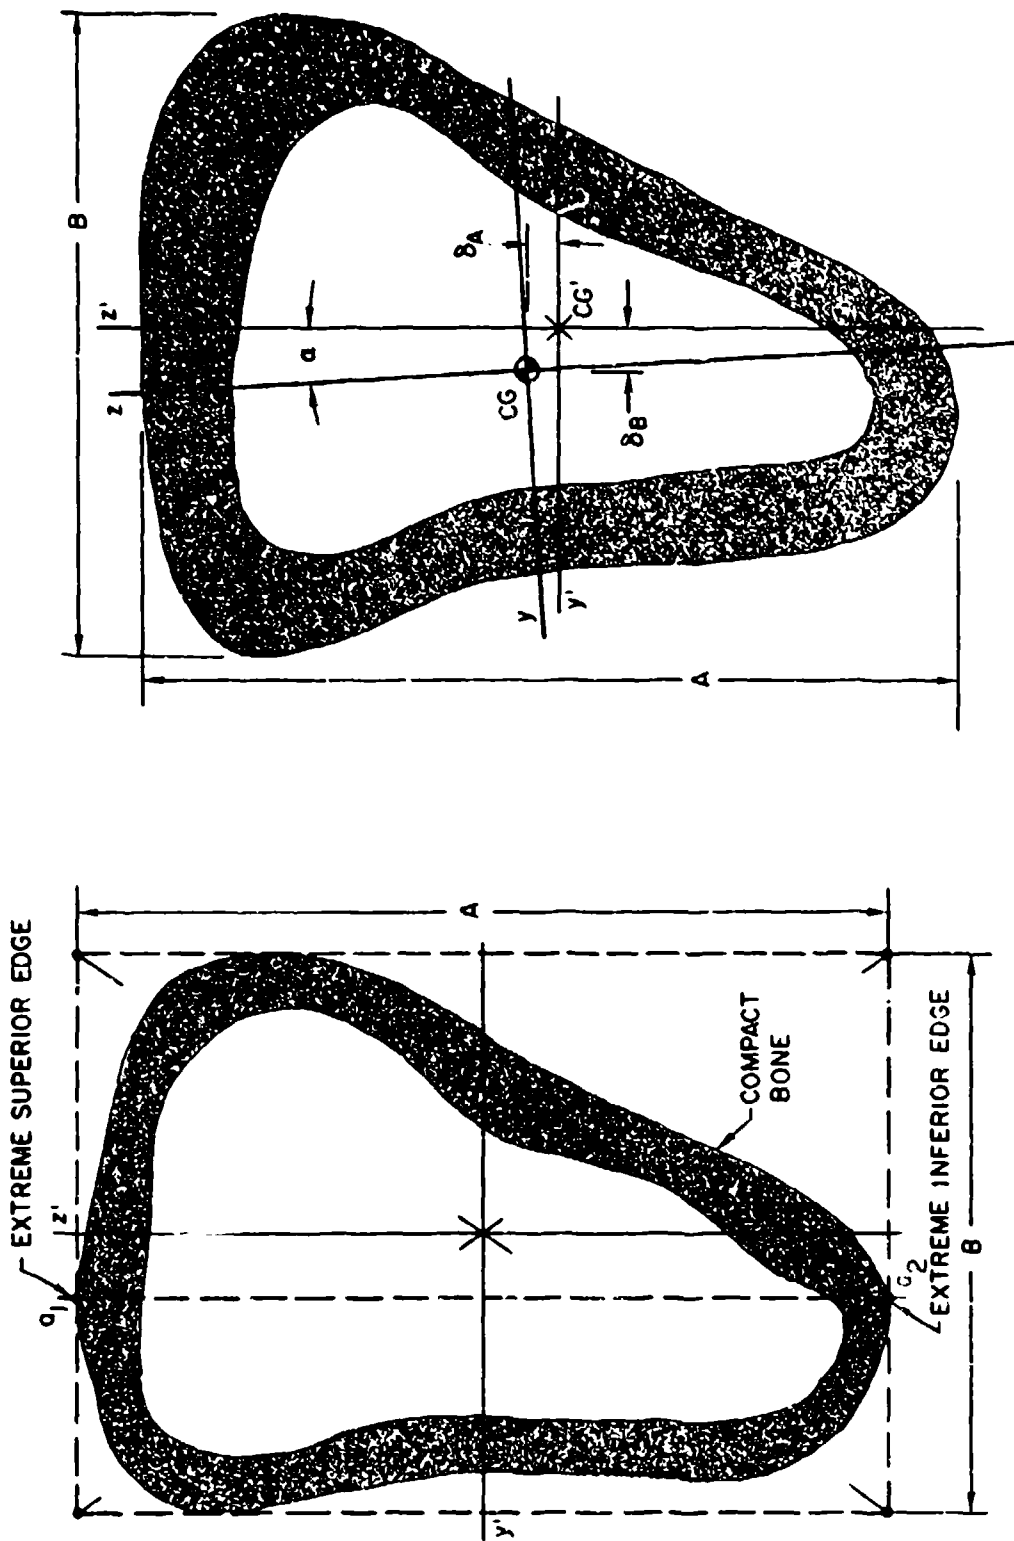 EXTREME SUPERIOR EDGE
a1
z'
A
y'
COMPACT
BONE
a2
EXTREME INFERIOR EDGE
B
B
z
z'
a
δA
CG
CG'
δB
y
y'
A